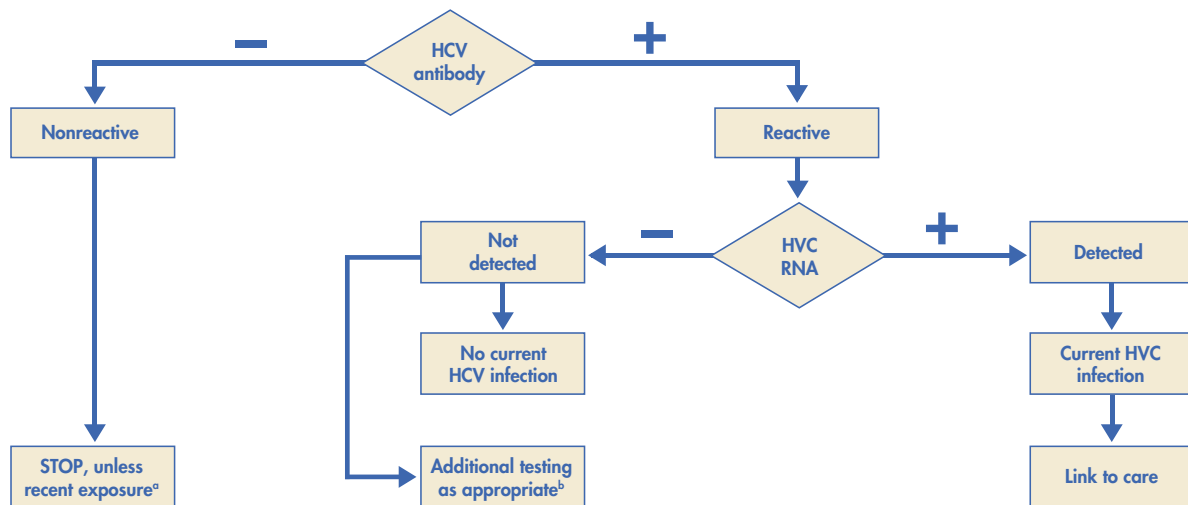 −
+
HCV
antibody
Nonreactive
Reactive
−
+
Not
detected
HVC
RNA
Detected
No current
HCV infection
Current HVC
infection
STOP, unless
recent exposureᵃ
Additional testing
as appropriateᵇ
Link to care